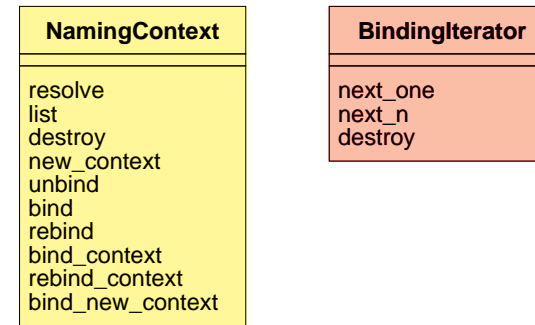 NamingContext
resolve
list
destroy
new_context
unbind
bind
rebind
bind_context
rebind_context
bind_new_context
BindingIterator
next_one
next_n
destroy